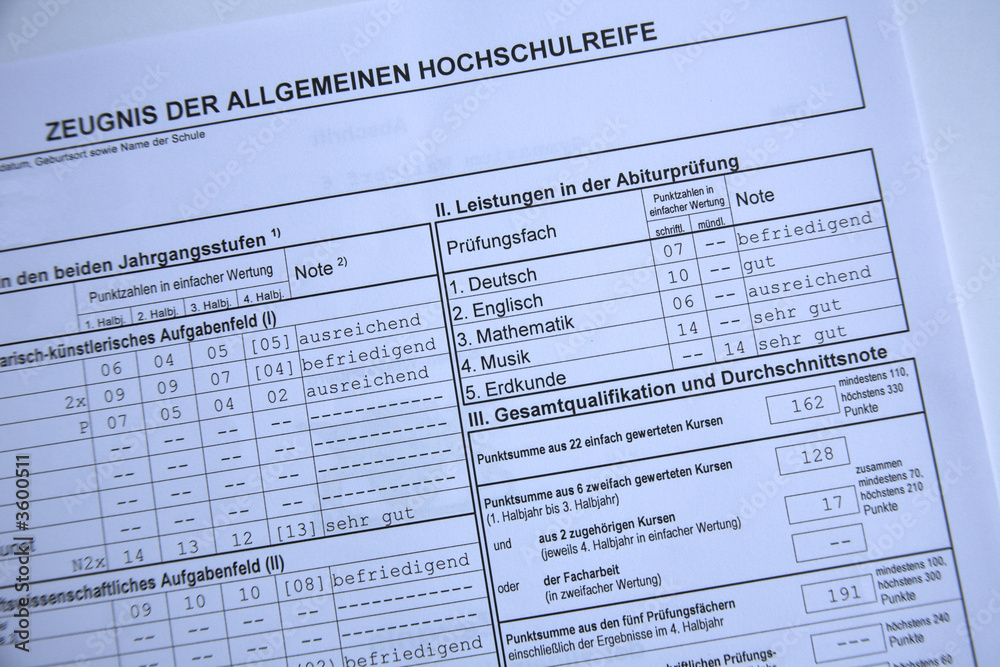 ZEUGNIS DER ALLGEMEINEN HOCHSCHULREIFE
datum, Geburtsort sowie Name der Schule
in den beiden Jahrgangsstufen 1)
Punktzahlen in einfacher Wertung
Note 2)
1. Halbj. 2. Halbj. 3. Halbj. 4. Halbj.
arisch-künstlerisches Aufgabenfeld (I)
06 04 05 [05] ausreichend
2x 09 09 07 [04] befriedigend
P 07 05 04 02 ausreichend
-- -- -- -- --------------
-- -- -- -- --------------
-- -- -- -- --------------
-- -- -- -- --------------
N2x 14 13 12 [13] sehr gut
wissenschaftliches Aufgabenfeld (II)
09 10 10 [08] befriedigend
-- -- -- -- --------------
-- -- -- -- --------------
befriedigend
II. Leistungen in der Abiturprüfung
Prüfungsfach
Punktzahlen in einfacher Wertung
schriftl. mündl.
Note
1. Deutsch 07 -- befriedigend
2. Englisch 10 -- gut
3. Mathematik 06 -- ausreichend
4. Musik 14 -- sehr gut
5. Erdkunde -- 14 sehr gut
III. Gesamtqualifikation und Durchschnittsnote
Punktsumme aus 22 einfach gewerteten Kursen 162
mindestens 110,
höchstens 330
Punkte
Punktsumme aus 6 zweifach gewerteten Kursen 128
(1. Halbjahr bis 3. Halbjahr)
und aus 2 zugehörigen Kursen 17
(jeweils 4. Halbjahr in einfacher Wertung)
zusammen
mindestens 70,
höchstens 210
Punkte
oder der Facharbeit --
(in zweifacher Wertung)
Punktsumme aus den fünf Prüfungsfächern 191
einschließlich der Ergebnisse im 4. Halbjahr
mindestens 100,
höchstens 300
Punkte
---
höchstens 240
Punkte
Adobe Stock | #3600511